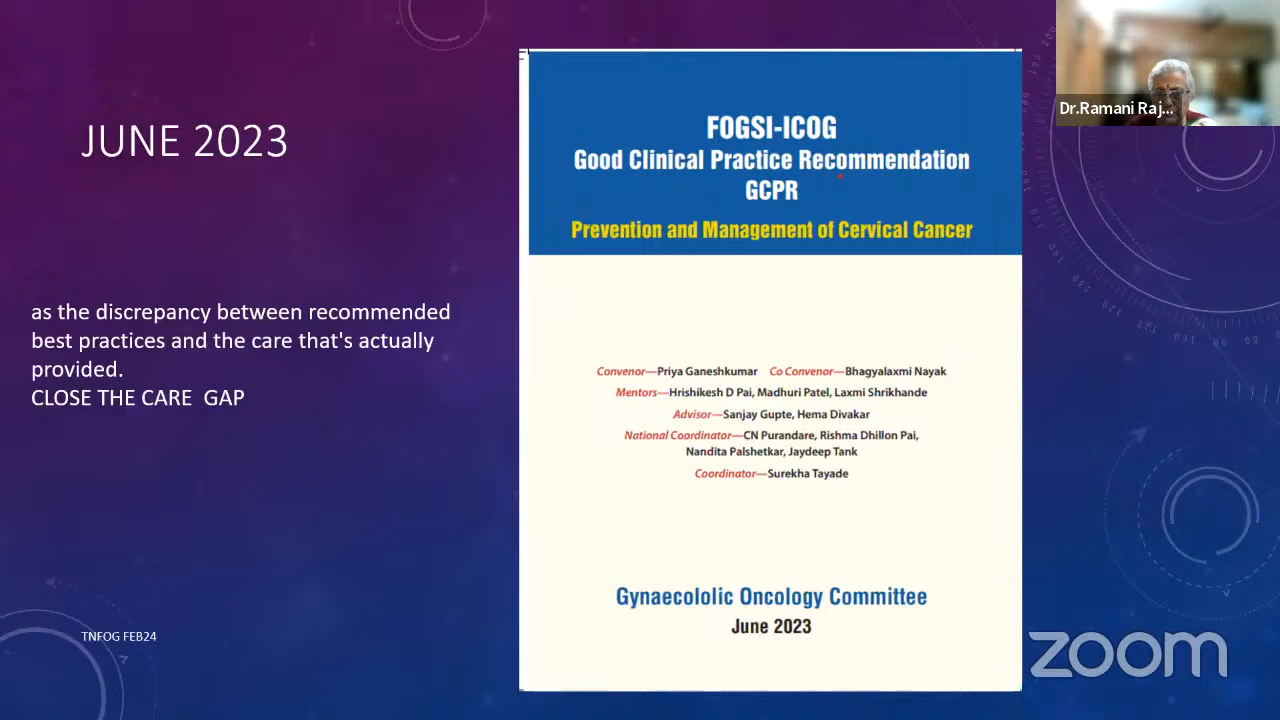 JUNE 2023
as the discrepancy between recommended
best practices and the care that's actually
provided.
CLOSE THE CARE GAP
TNFOG FEB24
FOGSI-ICOG
Good Clinical Practice Recommendation
GCPR
Prevention and Management of Cervical Cancer
Convenor—Priya Ganeshkumar Co Convenor—Bhagyalaxmi Nayak
Mentors—Hrishikesh D Pai, Madhuri Patel, Laxmi Shrikhande
Advisor—Sanjay Gupte, Hema Divakar
National Coordinator—CN Purandare, Rishma Dhillon Pai,
Nandita Palshetkar, Jaydeep Tank
Coordinator—Surekha Tayade
Gynaecololic Oncology Committee
June 2023
Dr.Ramani Raj...
zoom